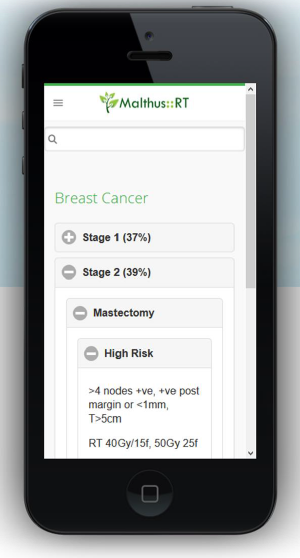 Malthus::RT
Breast Cancer
Stage 1 (37%)
Stage 2 (39%)
Mastectomy
High Risk
>4 nodes +ve, +ve post
margin or <1mm,
T>5cm
RT 40Gy/15f, 50Gy 25f